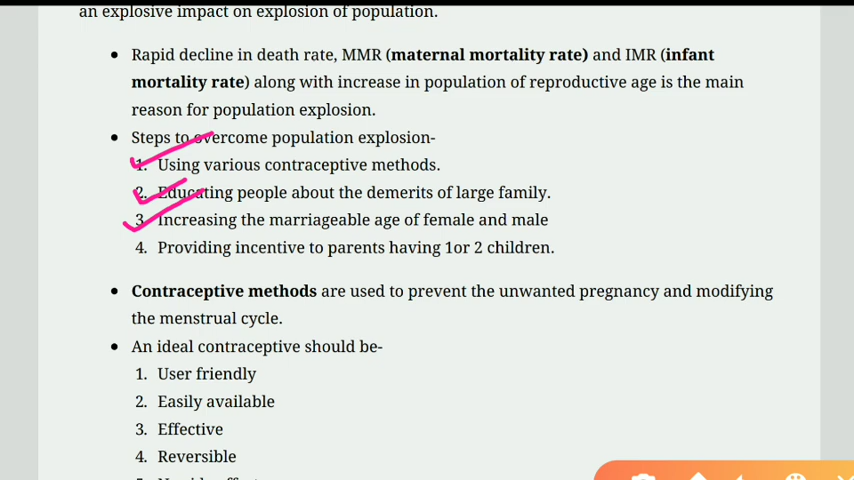 an explosive impact on explosion of population.
• Rapid decline in death rate, MMR (maternal mortality rate) and IMR (infant
mortality rate) along with increase in population of reproductive age is the main
reason for population explosion.
• Steps to overcome population explosion-
1. Using various contraceptive methods.
2. Educating people about the demerits of large family.
3. Increasing the marriageable age of female and male
4. Providing incentive to parents having 1or 2 children.
• Contraceptive methods are used to prevent the unwanted pregnancy and modifying
the menstrual cycle.
• An ideal contraceptive should be-
1. User friendly
2. Easily available
3. Effective
4. Reversible